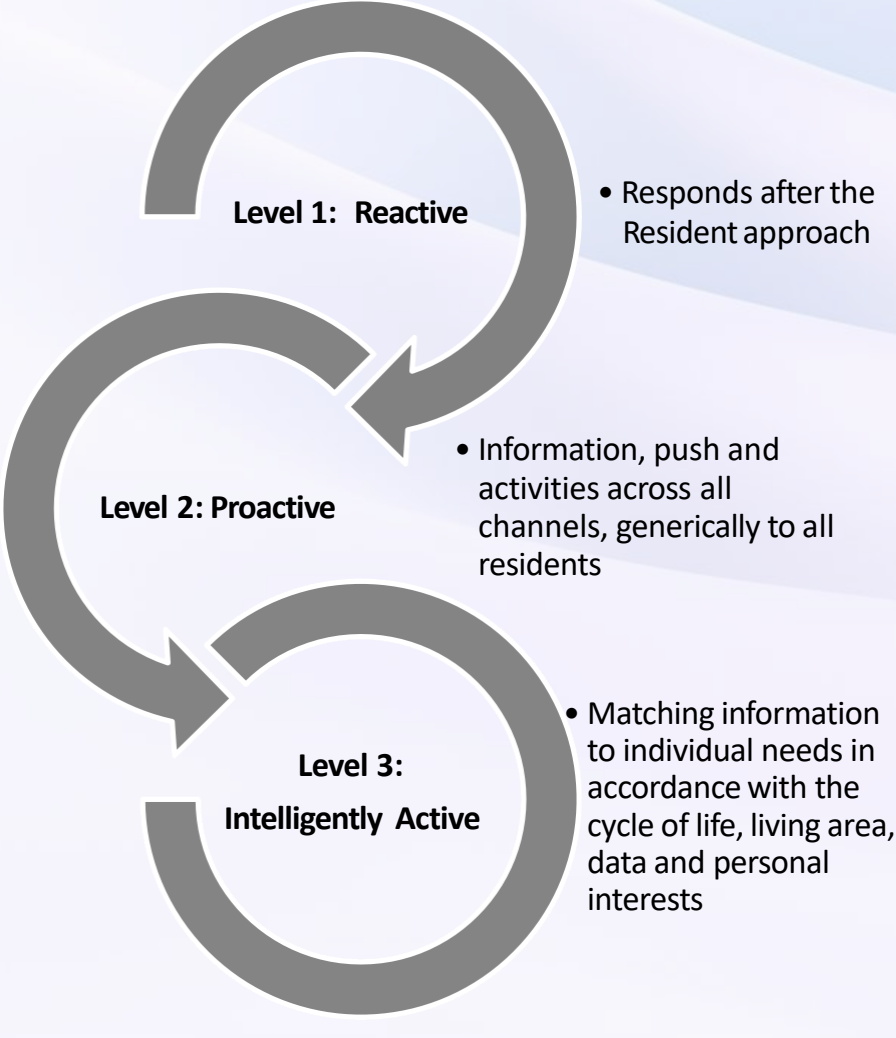 Level 1: Reactive
• Responds after the
Resident approach
Level 2: Proactive
• Information, push and
activities across all
channels, generically to all
residents
Level 3:
Intelligently Active
• Matching information
to individual needs in
accordance with the
cycle of life, living area,
data and personal
interests